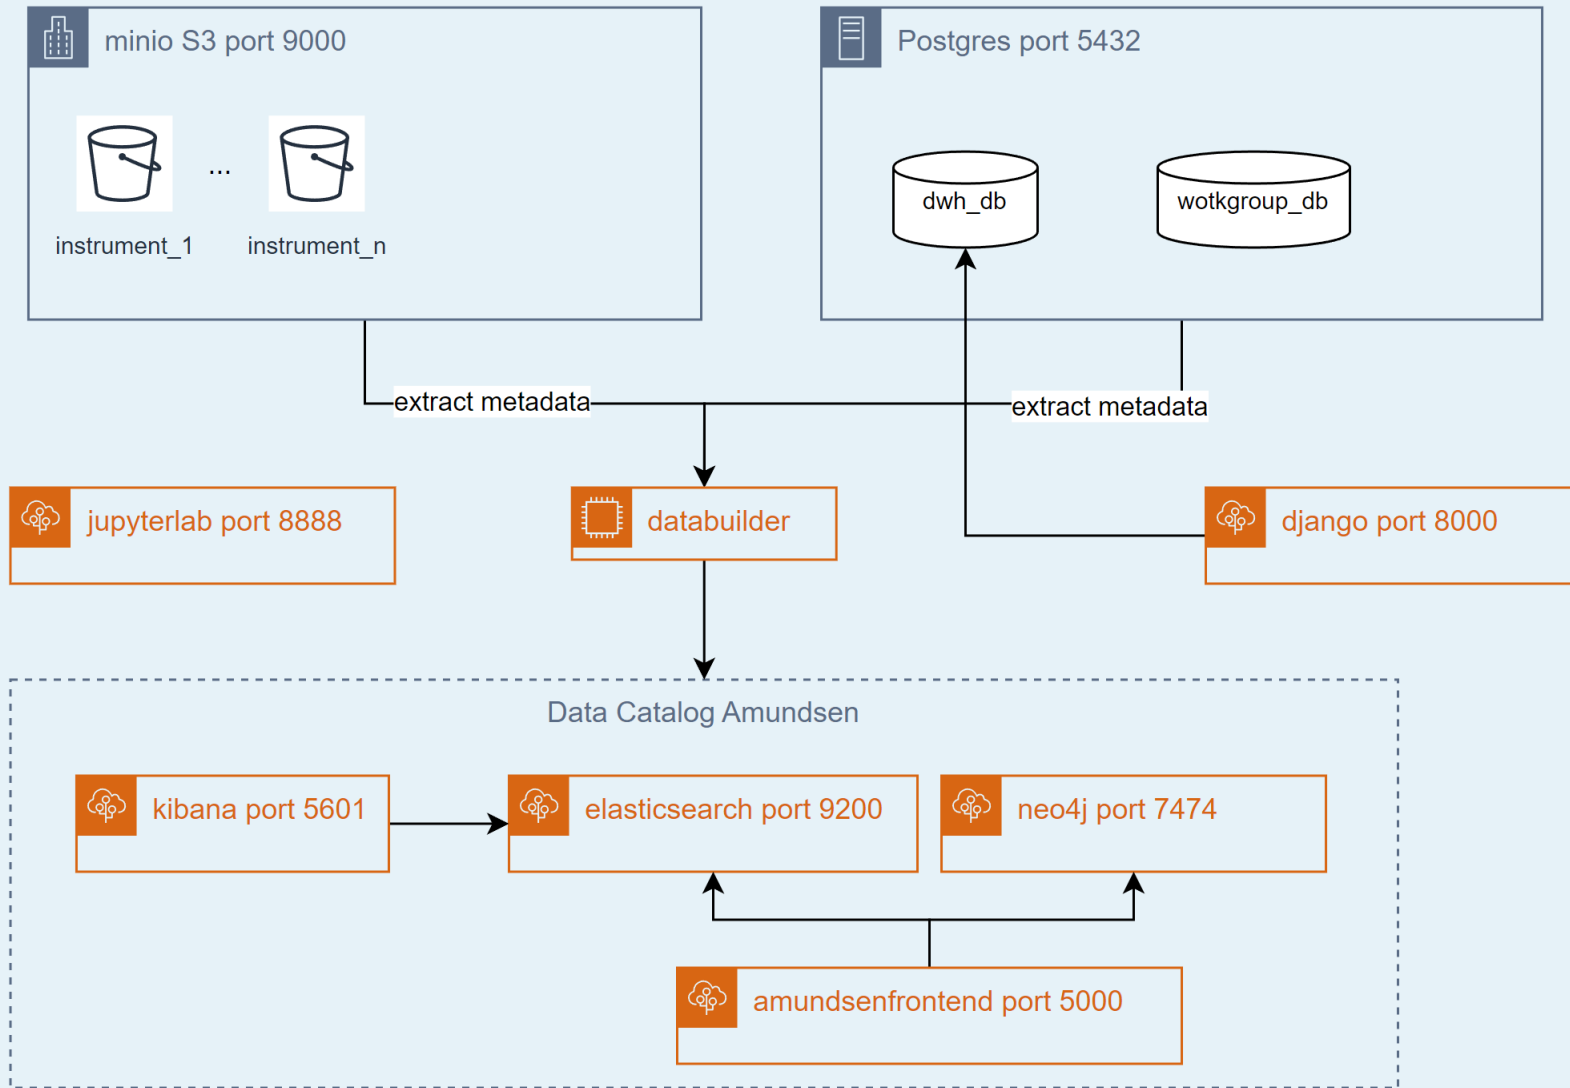 minio S3 port 9000
Postgres port 5432
...
instrument_1
instrument_n
dwh_db
wotkgroup_db
extract metadata
extract metadata
jupyterlab port 8888
databuilder
django port 8000
Data Catalog Amundsen
kibana port 5601
elasticsearch port 9200
neo4j port 7474
amundsenfrontend port 5000